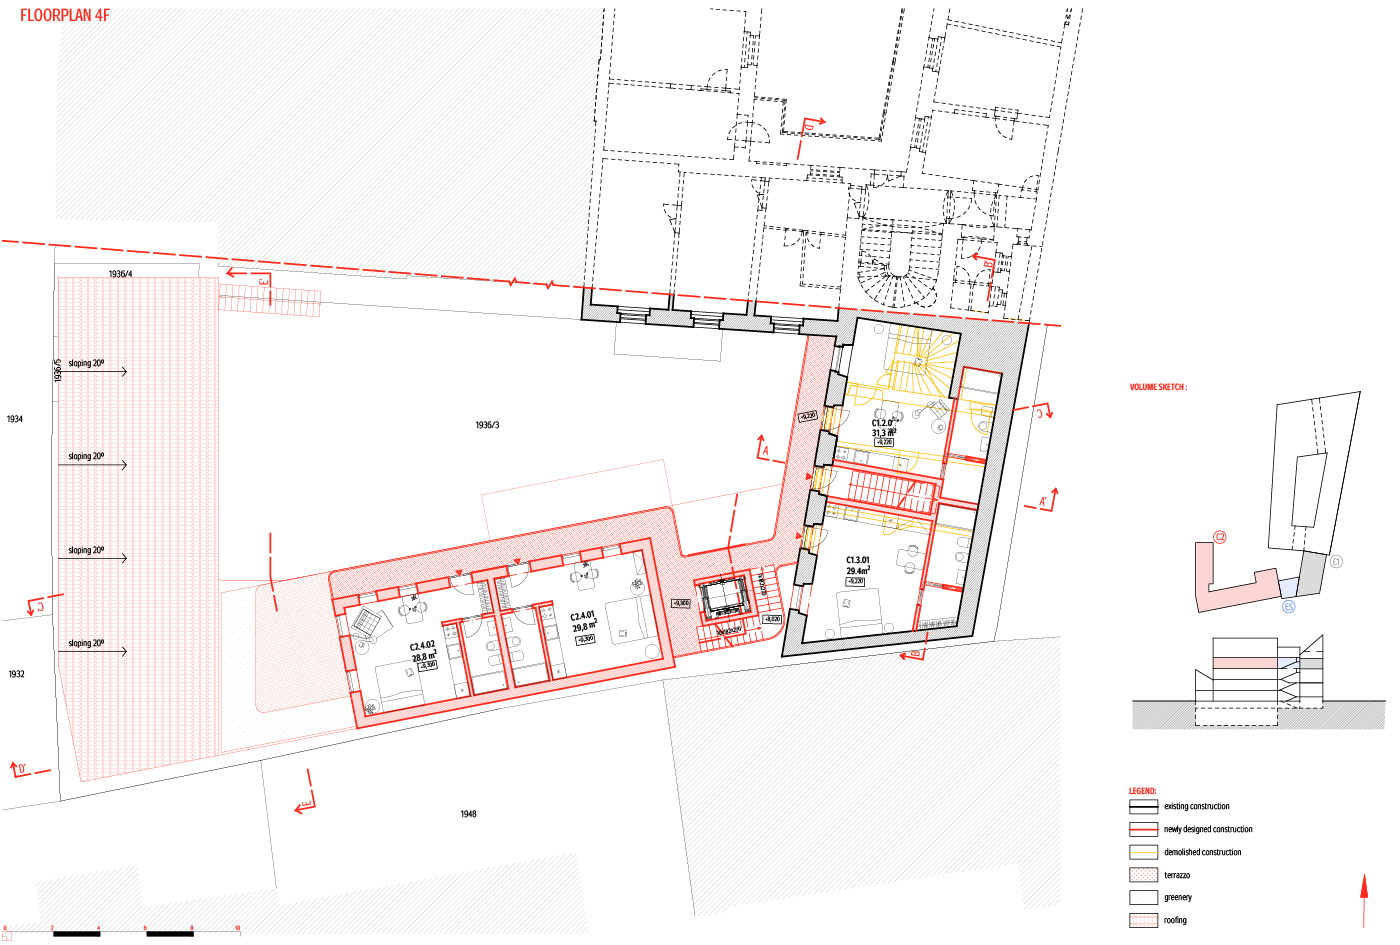 FLOORPLAN 4F
D
B'
1936/4
E
sloping 20º
1936/5
1934
1936/3
+9,220
C1.2.0
31,3 m²
+9,220
C
A
A'
sloping 20º
sloping 20º
C1.3.01
29.4m²
+9,220
C
+9,300
+8,020
C2.4.01
29,8 m²
+9,300
C2.4.02
28,8 m²
+9,300
sloping 20º
B
1932
D'
E
1948
0 2 4 6 8 10
VOLUME SKETCH :
C2
C1
ES
LEGEND:
existing construction
newly designed construction
demolished construction
terrazzo
greenery
roofing